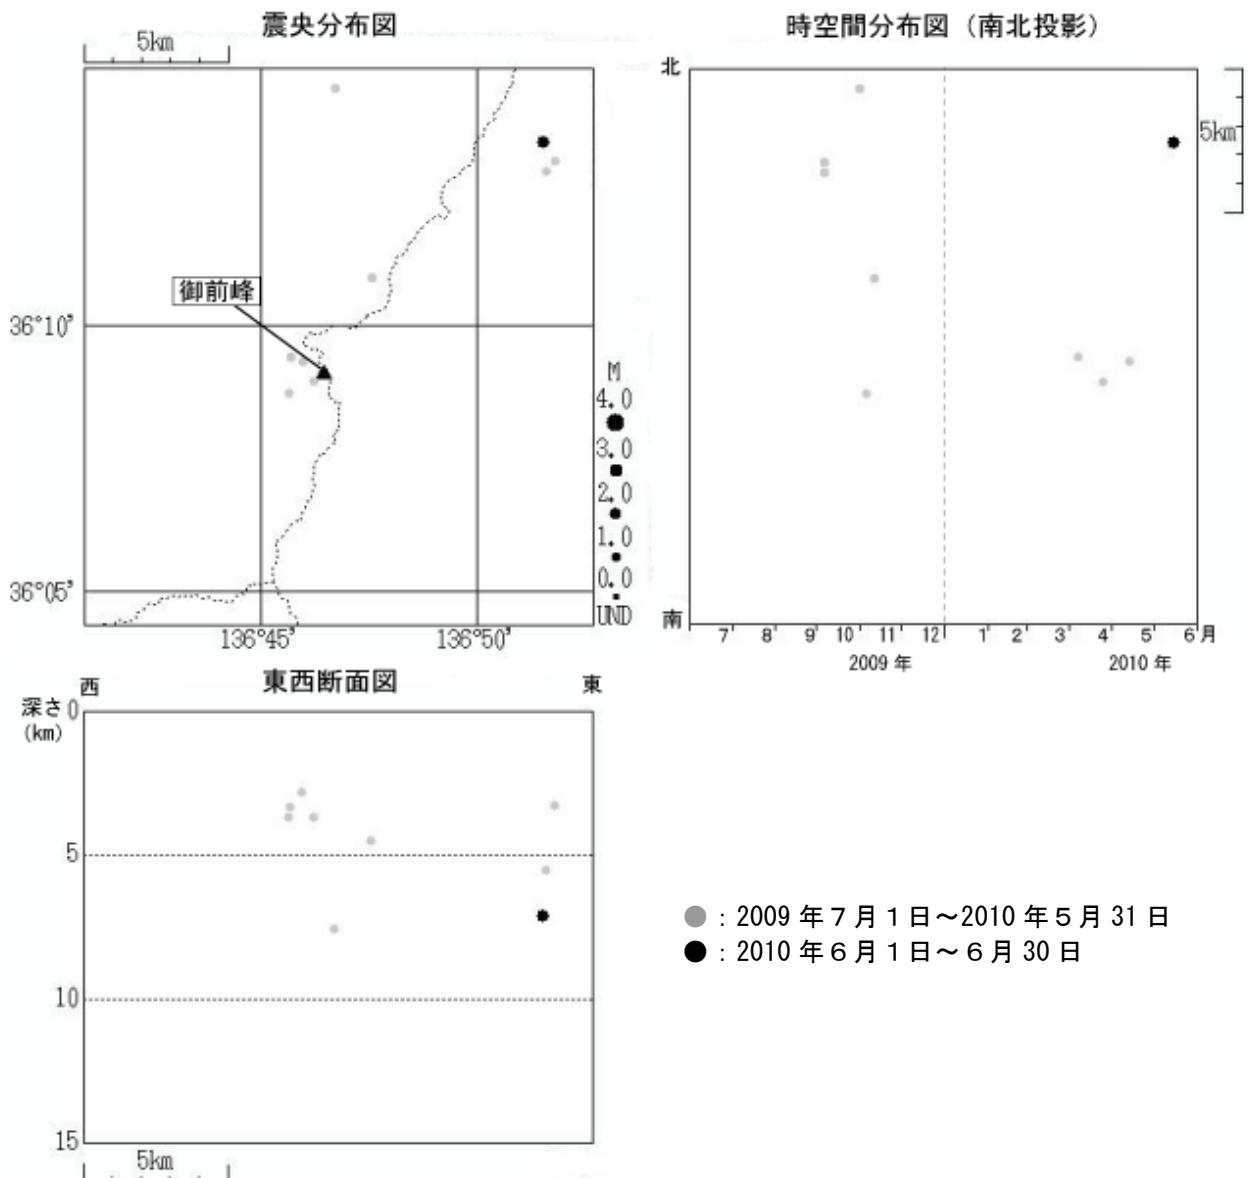 震央分布図
5km
御前峰
36°10′
36°05′
136°45′
136°50′
M
4.0
3.0
2.0
1.0
0.0
UND
時空間分布図（南北投影）
北
5km
南
7 8 9 10 11 12 1 2 3 4 5 6月
2009年 2010年
東西断面図
西 東
深さ 0
(km)
5
10
15
5km
●：2009年７月１日～2010年５月31日
●：2010年６月１日～６月30日